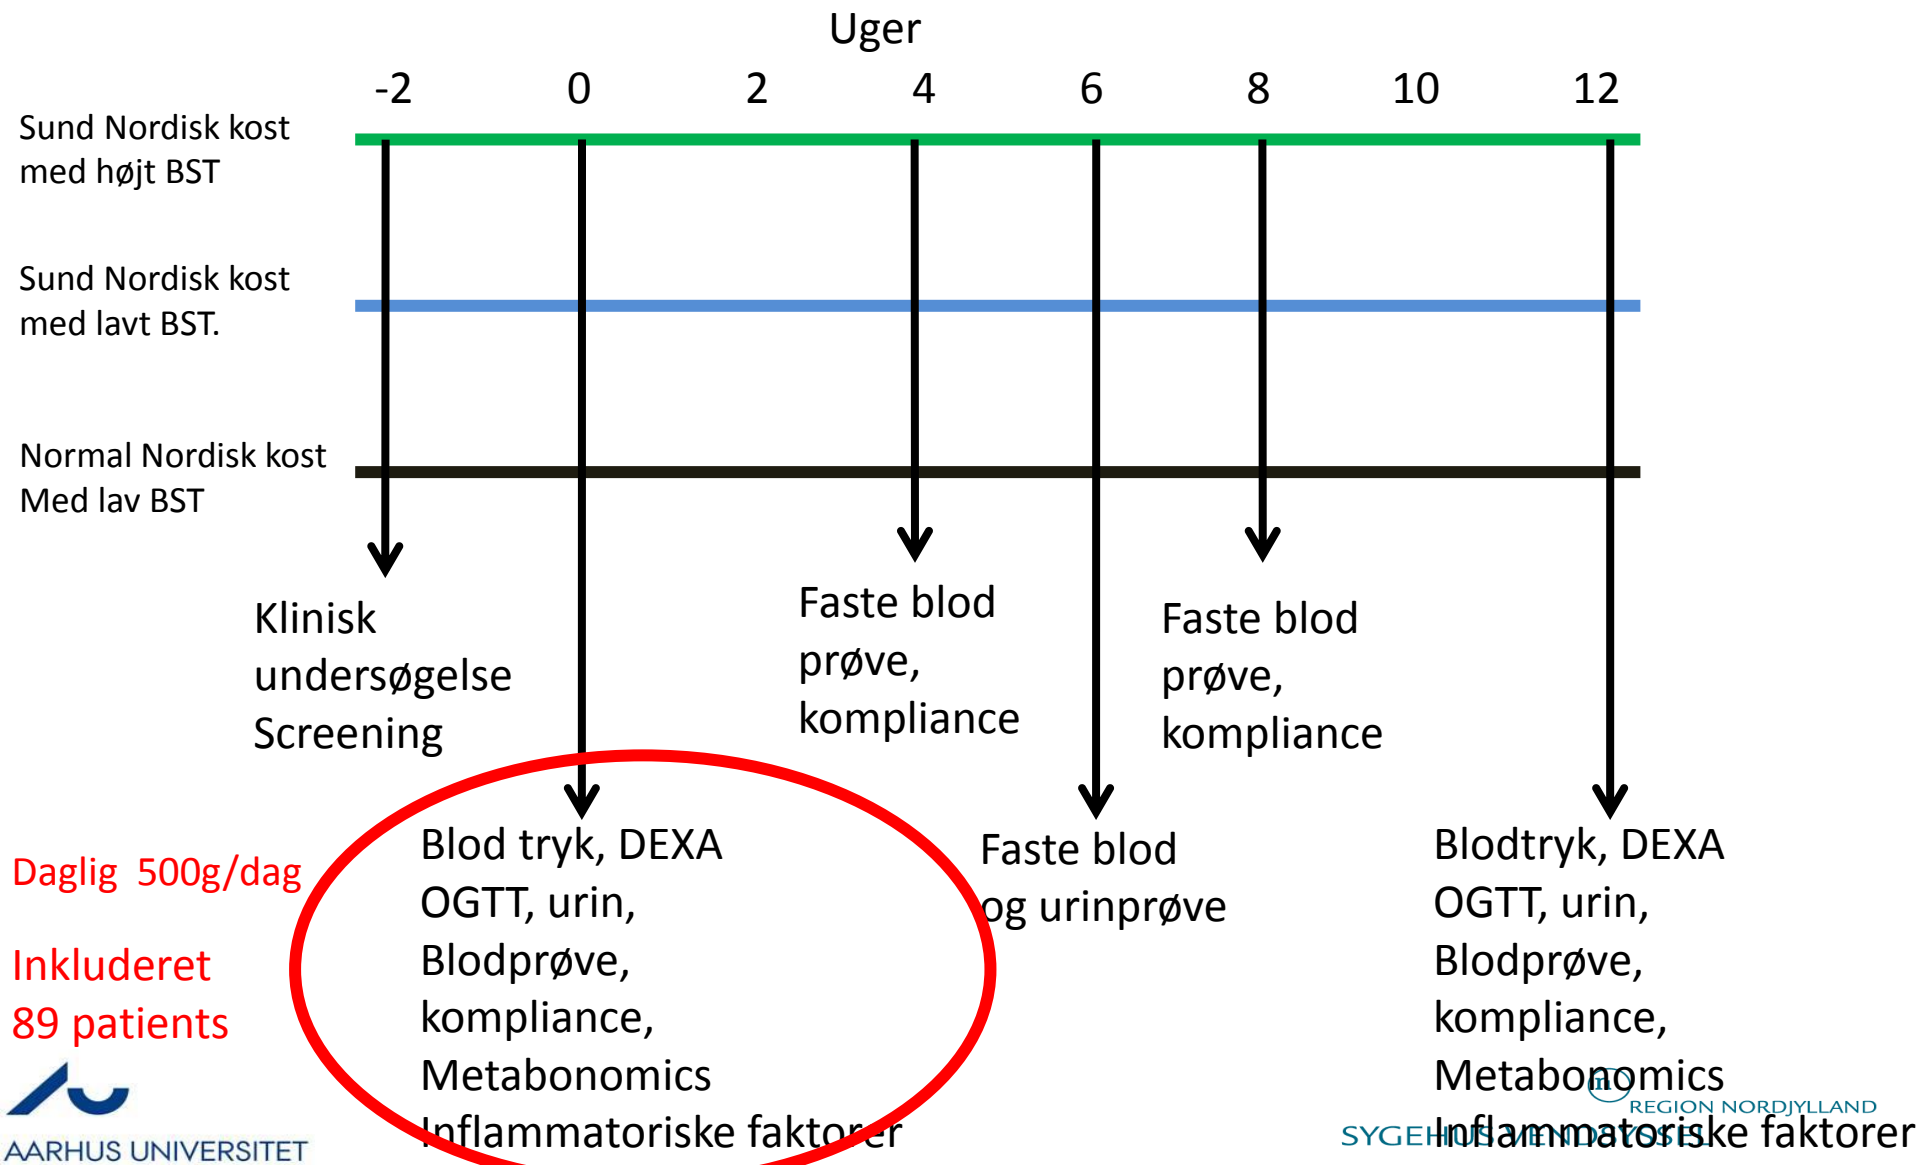 Uger
-2 0 2 4 6 8 10 12
Sund Nordisk kost
med højt BST
Sund Nordisk kost
med lavt BST.
Normal Nordisk kost
Med lav BST
Klinisk
undersøgelse
Screening
Faste blod
prøve,
kompliance
Faste blod
prøve,
kompliance
Daglig 500g/dag
Inkluderet
89 patients
Blod tryk, DEXA
OGTT, urin,
Blodprøve,
kompliance,
Metabonomics
Inflammatoriske faktorer
Faste blod
og urinprøve
Blodtryk, DEXA
OGTT, urin,
Blodprøve,
kompliance,
Metabonomics
Inflammatoriske faktorer
AARHUS UNIVERSITET
n
REGION NORDJYLLAND
SYGEHUS VENDSYSSEL